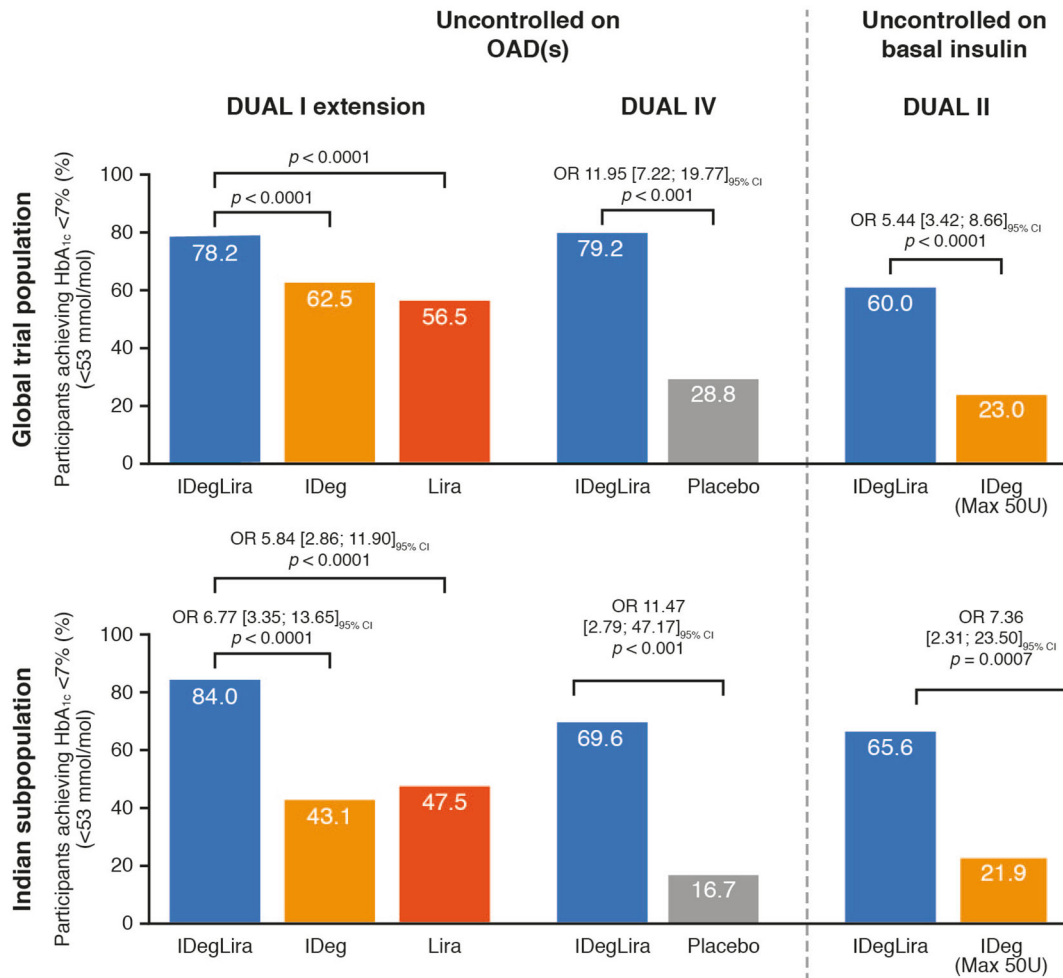 Uncontrolled on
OAD(s)
Uncontrolled on
basal insulin
DUAL I extension
DUAL IV
DUAL II
Global trial population
Participants achieving HbA1c <7% (%)
(<53 mmol/mol)
100
80
60
40
20
0
p < 0.0001
p < 0.0001
78.2
62.5
56.5
IDegLira
IDeg
Lira
OR 11.95 [7.22; 19.77]95% CI
p < 0.001
79.2
28.8
IDegLira
Placebo
OR 5.44 [3.42; 8.66]95% CI
p < 0.0001
60.0
23.0
IDegLira
IDeg
(Max 50U)
Indian subpopulation
Participants achieving HbA1c <7% (%)
(<53 mmol/mol)
100
80
60
40
20
0
OR 5.84 [2.86; 11.90]95% CI
p < 0.0001
OR 6.77 [3.35; 13.65]95% CI
p < 0.0001
84.0
43.1
47.5
IDegLira
IDeg
Lira
OR 11.47
[2.79; 47.17]95% CI
p < 0.001
69.6
16.7
IDegLira
Placebo
OR 7.36
[2.31; 23.50]95% CI
p = 0.0007
65.6
21.9
IDegLira
IDeg
(Max 50U)